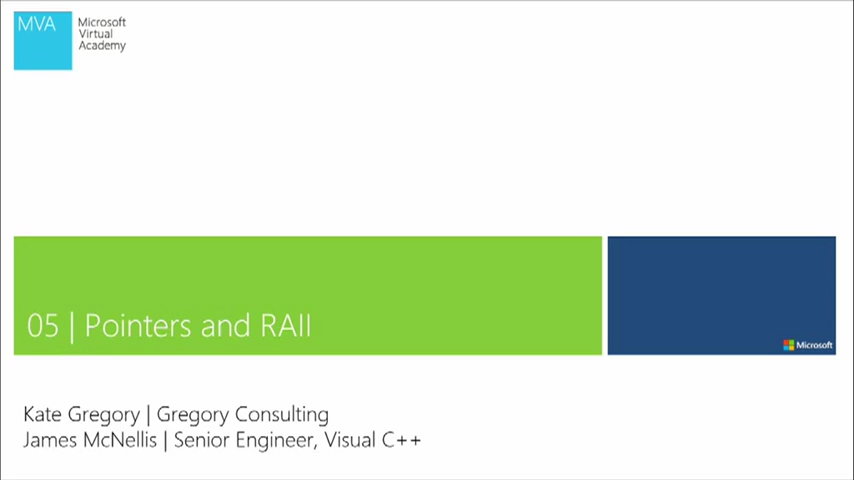 MVA
Microsoft
Virtual
Academy
05 | Pointers and RAII
Microsoft
Kate Gregory | Gregory Consulting
James McNellis | Senior Engineer, Visual C++